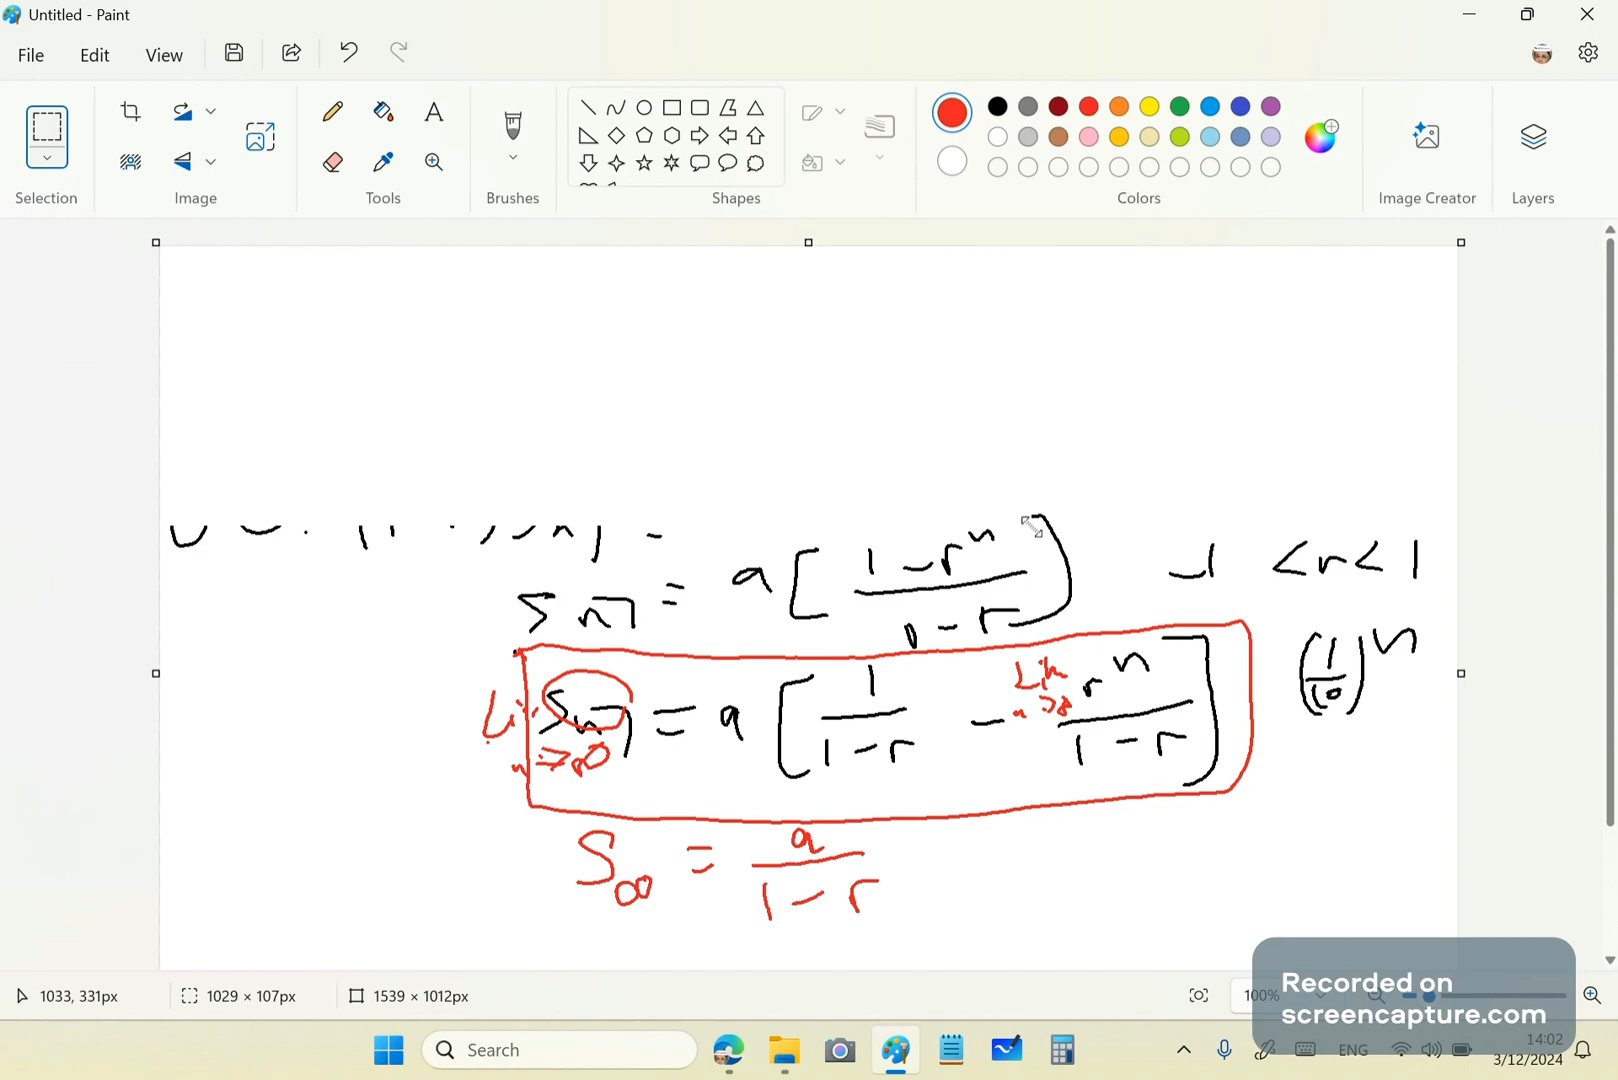 Untitled - Paint
File Edit View
Selection Image Tools Brushes Shapes Colors Image Creator Layers
Sn = a[ (1-r^n)/(1-r) ] -1 < r < 1
Lim n→∞ Sn = a[ 1/(1-r) - Lim n→∞ r^n/(1-r) ] (1/10)^n
S∞ = a/(1-r)
1033, 331px 1029 × 107px 1539 × 1012px 100%
Recorded on
screencapture.com
Search ENG 14:02
3/12/2024